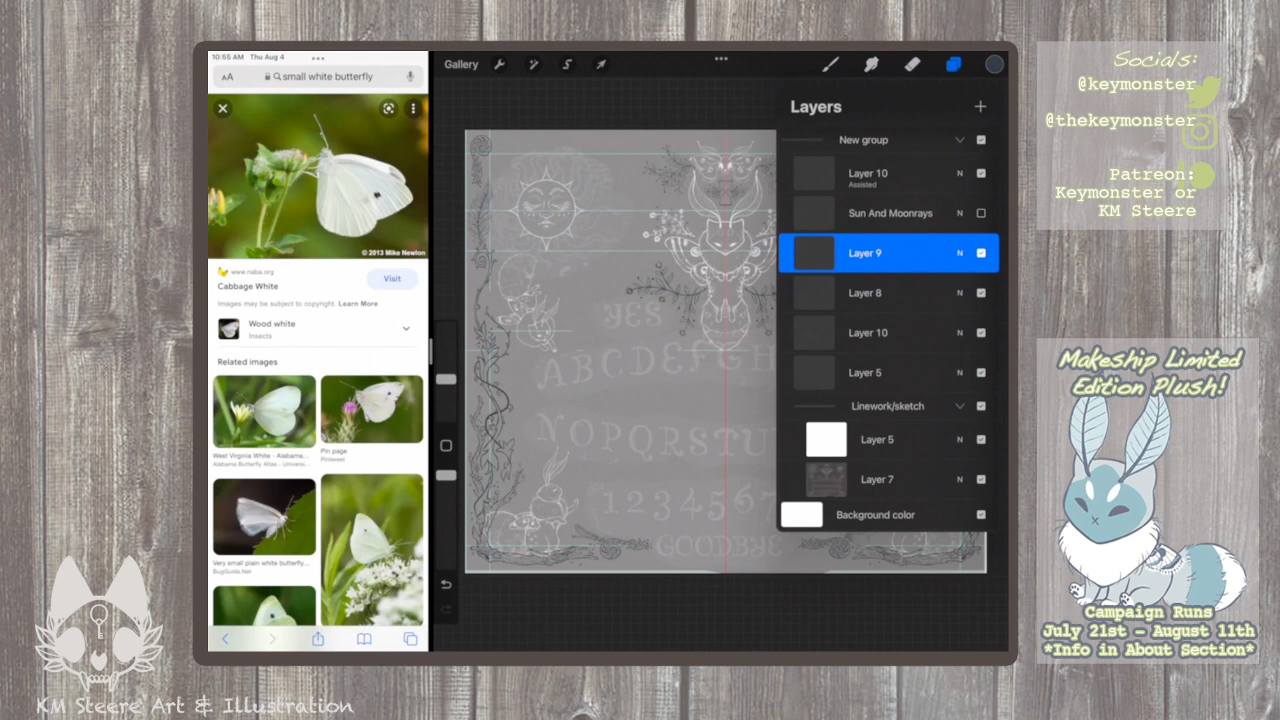 10:55 AM Thu Aug 4
AA
small white butterfly
© 2013 Mike Newlon
www.naba.org
Cabbage White
Visit
Images may be subject to copyright. Learn More
Wood white
Insects
Related images
West Virginia White - Alabama...
Alabama Butterfly Atlas - Universi...
Pin page
Pinterest
Very small plain white butterfly...
BugGuide.Net
Gallery
Layers
New group
Layer 10 N
Assisted
Sun And Moonrays N
Layer 9 N
Layer 8 N
Layer 10 N
Layer 5 N
Linework/sketch
Layer 5 N
Layer 7 N
Background color
YES
ABCDEFGH
NOPQRSTU
1234567
GOODBYE
Socials:
@keymonster
@thekeymonster
Patreon:
Keymonster or
KM Steere
Makeship Limited
Edition Plush!
Campaign Runs
July 21st - August 11th
*Info in About Section*
KM Steere Art & Illustration